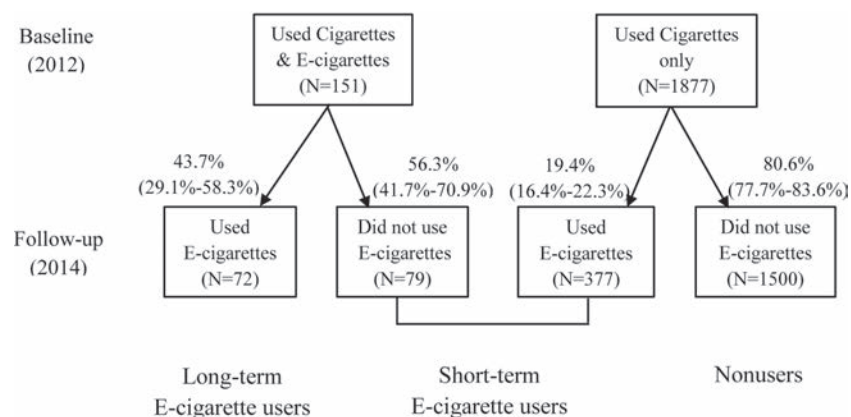 Baseline
(2012)
Used Cigarettes
& E-cigarettes
(N=151)
Used Cigarettes
only
(N=1877)
43.7%
(29.1%-58.3%)
56.3%
(41.7%-70.9%)
19.4%
(16.4%-22.3%)
80.6%
(77.7%-83.6%)
Follow-up
(2014)
Used
E-cigarettes
(N=72)
Did not use
E-cigarettes
(N=79)
Used
E-cigarettes
(N=377)
Did not use
E-cigarettes
(N=1500)
Long-term
E-cigarette users
Short-term
E-cigarette users
Nonusers